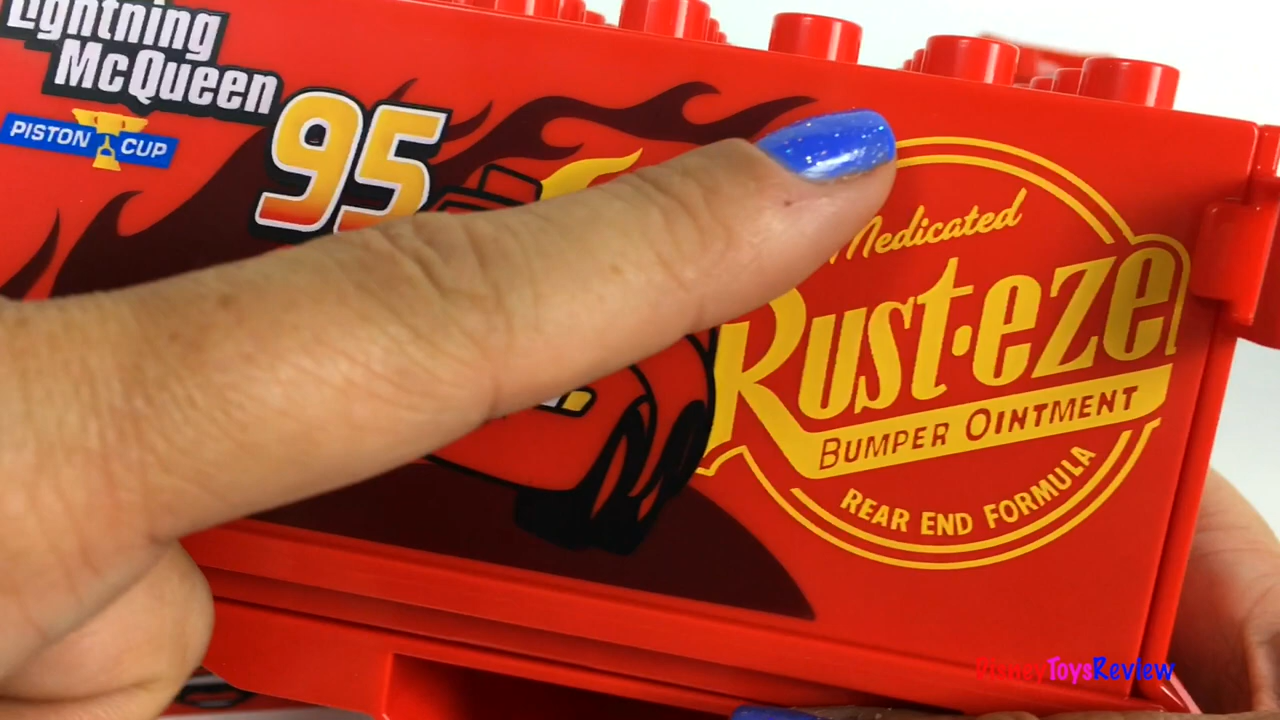 Lightning
McQueen
PISTON CUP
95
Medicated
Rust-eze
BUMPER OINTMENT
REAR END FORMULA
DisneyToysReview